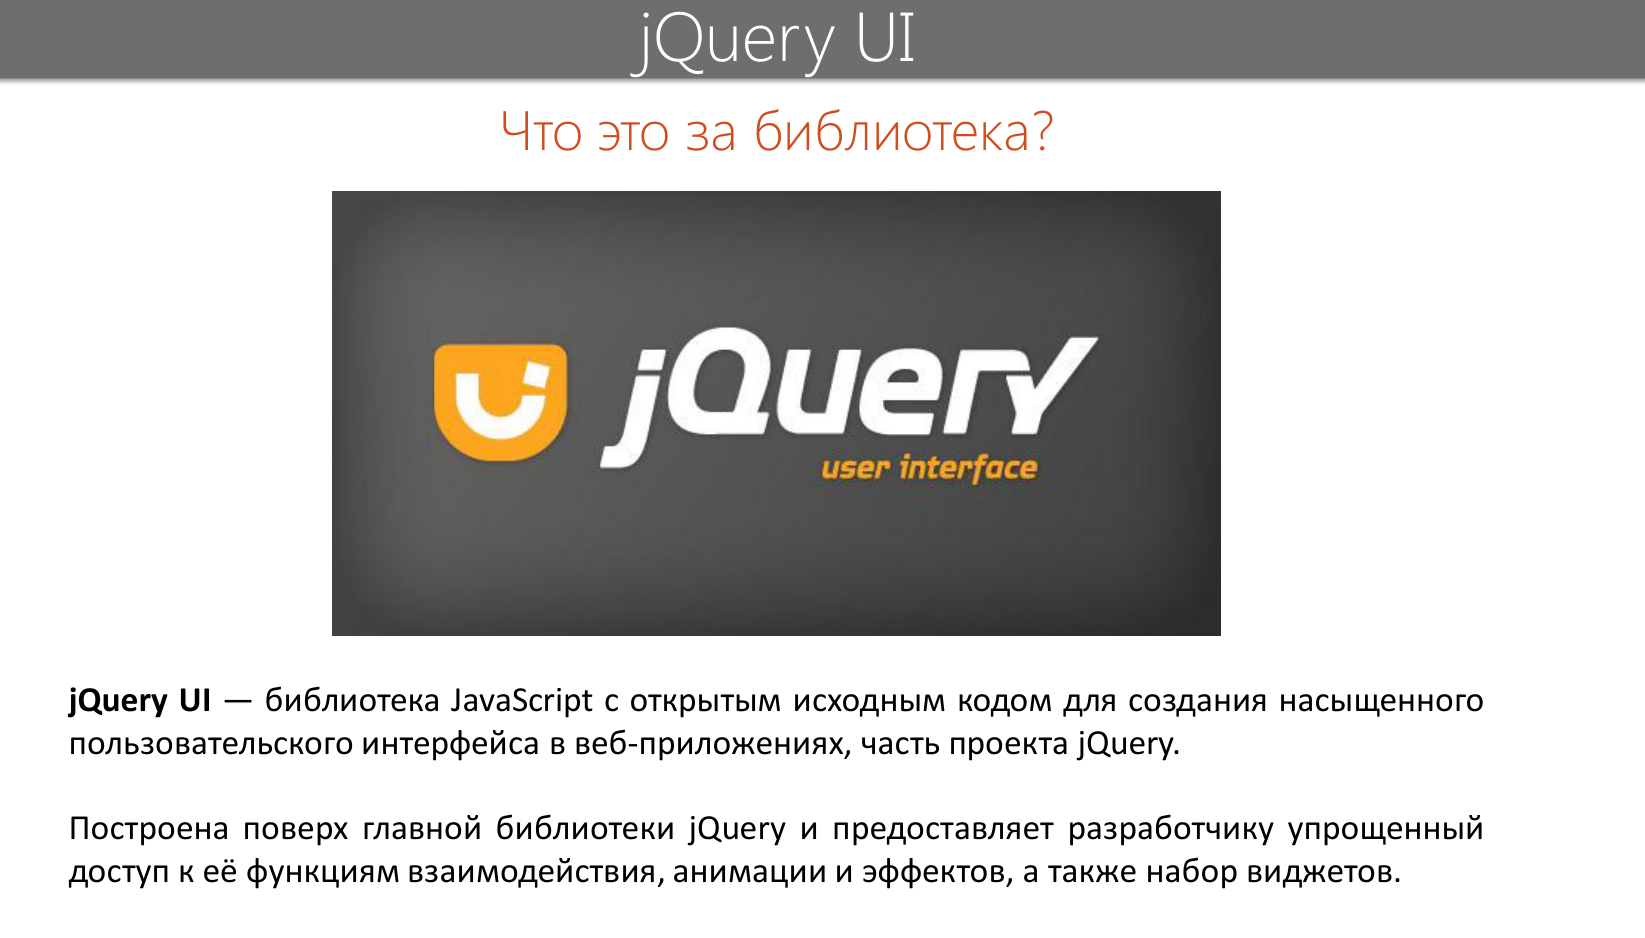 jQuery UI
Что это за библиотека?
jQuery
user interface
jQuery UI — библиотека JavaScript с открытым исходным кодом для создания насыщенного
пользовательского интерфейса в веб-приложениях, часть проекта jQuery.
Построена поверх главной библиотеки jQuery и предоставляет разработчику упрощенный
доступ к её функциям взаимодействия, анимации и эффектов, а также набор виджетов.